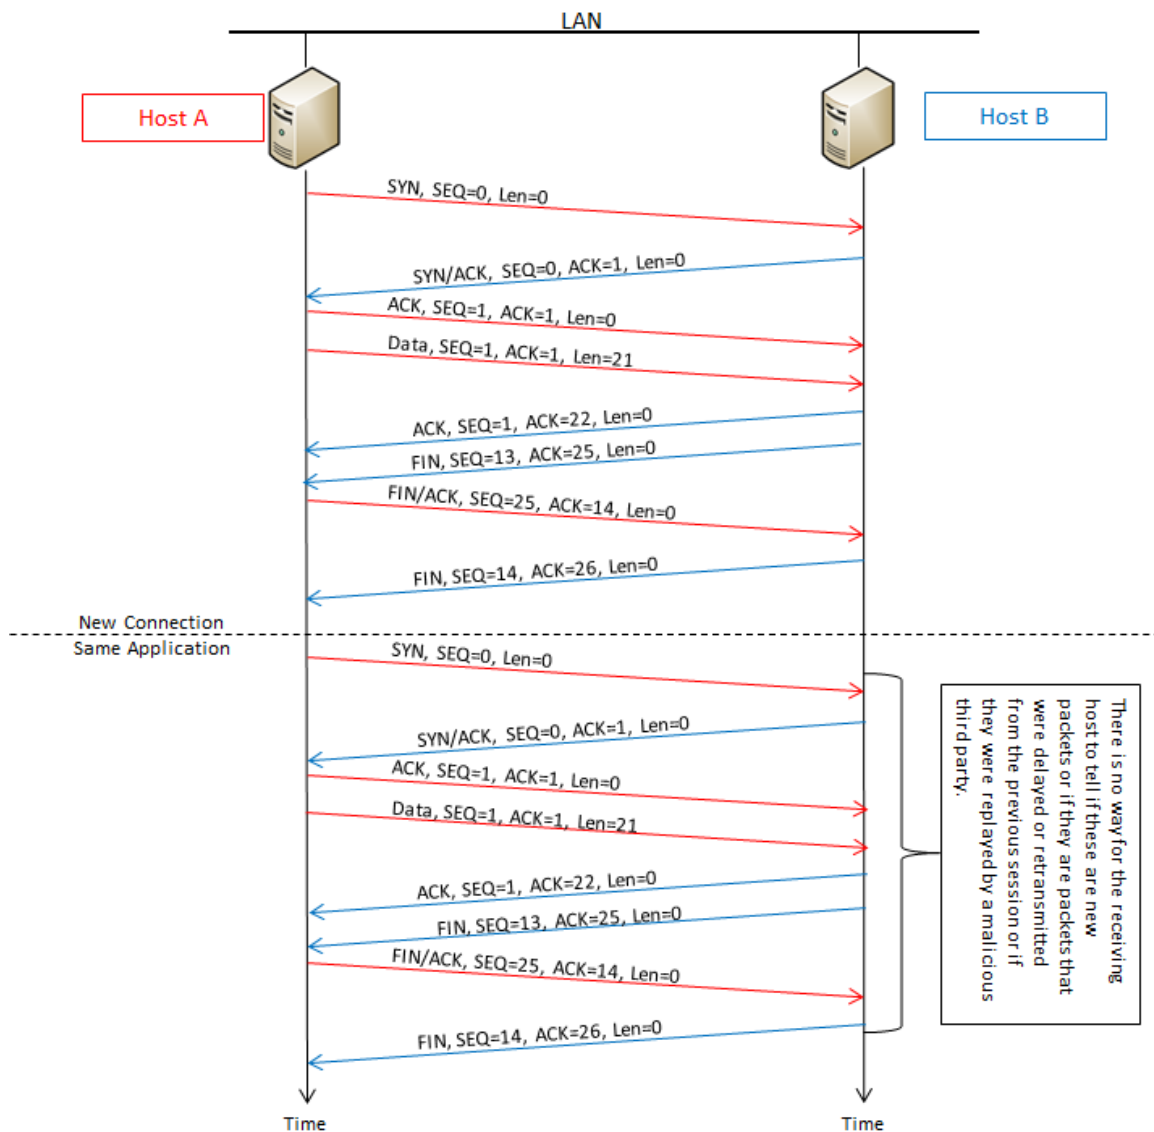 LAN
Host A
Host B
SYN, SEQ=0, Len=0
SYN/ACK, SEQ=0, ACK=1, Len=0
ACK, SEQ=1, ACK=1, Len=0
Data, SEQ=1, ACK=1, Len=21
ACK, SEQ=1, ACK=22, Len=0
FIN, SEQ=13, ACK=25, Len=0
FIN/ACK, SEQ=25, ACK=14, Len=0
FIN, SEQ=14, ACK=26, Len=0
New Connection
Same Application
SYN, SEQ=0, Len=0
SYN/ACK, SEQ=0, ACK=1, Len=0
ACK, SEQ=1, ACK=1, Len=0
Data, SEQ=1, ACK=1, Len=21
ACK, SEQ=1, ACK=22, Len=0
FIN, SEQ=13, ACK=25, Len=0
FIN/ACK, SEQ=25, ACK=14, Len=0
FIN, SEQ=14, ACK=26, Len=0
There is no way for the receiving
host to tell if these are new
packets or if they are packets that
were delayed or retransmitted
from the previous session or if
they were replayed by a malicious
third party.
Time
Time